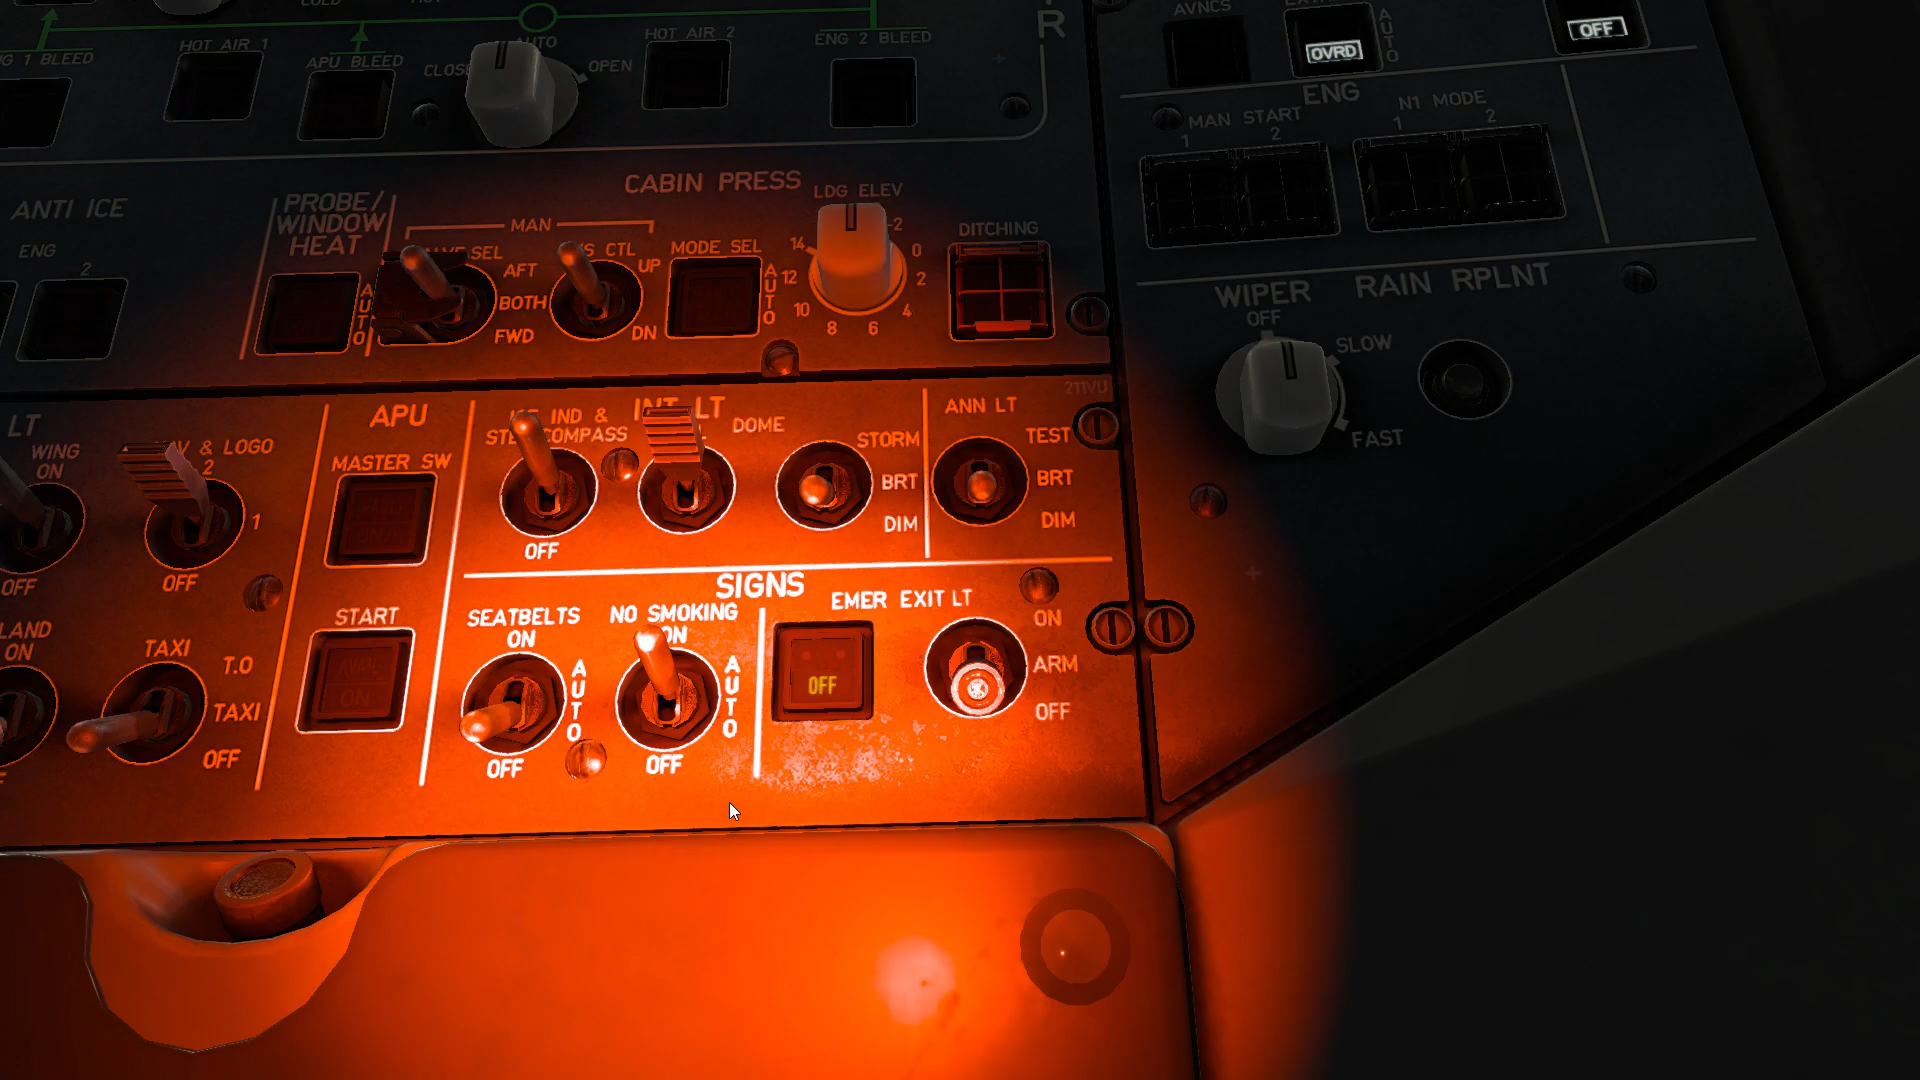 AVNCS
AUTO
OVRD
OFF
HOT AIR 1
APU BLEED
AUTO
HOT AIR 2
ENG 2 BLEED
R
G 1 BLEED
OPEN
ENG
MAN START
1
2
N1 MODE
1
2
CABIN PRESS
LDG ELEV
ANTI ICE
PROBE/
WINDOW
HEAT
AUTO
ENG
2
MAN
SEL
AFT
BOTH
FWD
CTL
UP
DN
MODE SEL
AUTO
-2
0
2
4
6
8
10
12
14
DITCHING
WIPER
OFF
SLOW
FAST
RAIN RPLNT
211VU
LT
WING
ON
OFF
& LOGO
2
1
OFF
APU
MASTER SW
IND &
COMPASS
OFF
DOME
STORM
BRT
DIM
ANN LT
TEST
BRT
DIM
START
AVAIL
ON
LAND
ON
TAXI
T.O
TAXI
OFF
SIGNS
SEATBELTS
ON
AUTO
OFF
NO SMOKING
ON
AUTO
OFF
EMER EXIT LT
OFF
ON
ARM
OFF